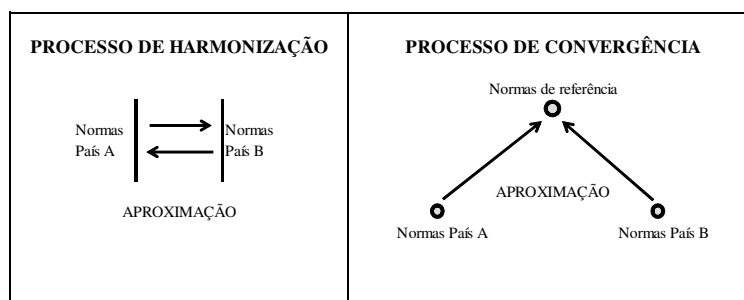 PROCESSO DE HARMONIZAÇÃO
Normas
País A
Normas
País B
APROXIMAÇÃO
PROCESSO DE CONVERGÊNCIA
Normas de referência
APROXIMAÇÃO
Normas País A
Normas País B